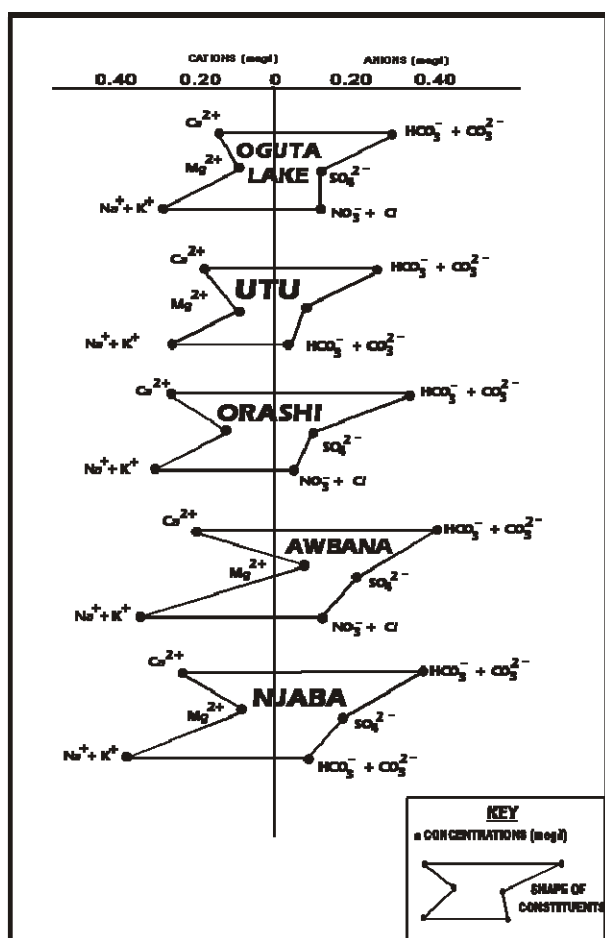 CATIONS (megl) ANIONS (megl)
0.40 0.20 0 0.20 0.40
Ca²⁺ HCO₃⁻ + CO₃²⁻
OGUTA
Mg²⁺ LAKE SO₄²⁻
Na⁺+ K⁺ NO₃⁻ + Cl
Ca²⁺ HCO₃⁻ + CO₃²⁻
UTU
Mg²⁺
Na⁺+ K⁺ HCO₃⁻ + CO₃²⁻
Ca²⁺ HCO₃⁻ + CO₃²⁻
ORASHI
SO₄²⁻
Na⁺+ K⁺ NO₃⁻ + Cl
Ca²⁺ HCO₃⁻ + CO₃²⁻
AWBANA
Mg²⁺ SO₄²⁻
Na⁺+ K⁺ NO₃⁻ + Cl
Ca²⁺ HCO₃⁻ + CO₃²⁻
NJABA
Mg²⁺ SO₄²⁻
Na⁺+ K⁺ HCO₃⁻ + CO₃²⁻
KEY
CONCENTRATIONS (megl)
SHAPE OF
CONSTITUENTS